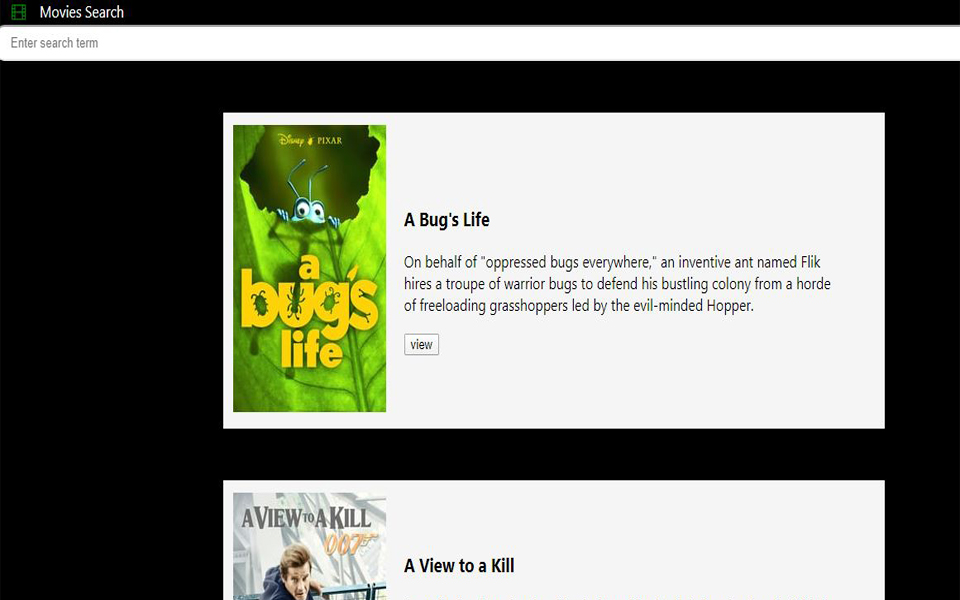 Movies Search
Enter search term
Disney PIXAR
a
bug's
life
A Bug's Life
On behalf of "oppressed bugs everywhere," an inventive ant named Flik
hires a troupe of warrior bugs to defend his bustling colony from a horde
of freeloading grasshoppers led by the evil-minded Hopper.
view
A VIEW TO A KILL
007
A View to a Kill